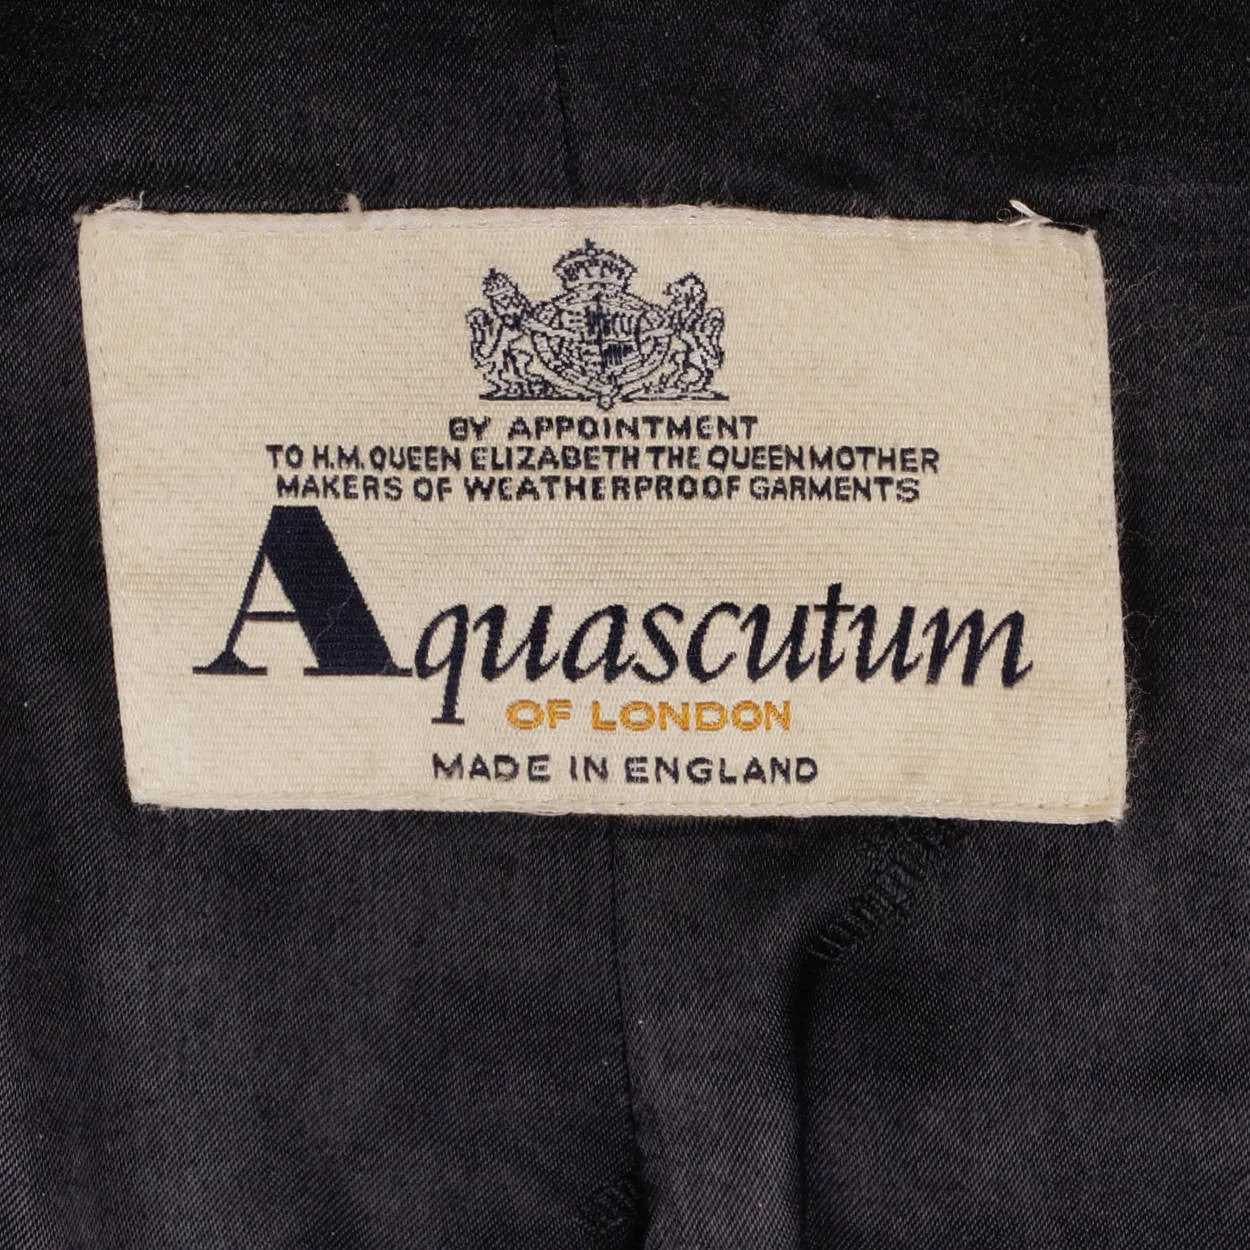 BY APPOINTMENT
TO H.M. QUEEN ELIZABETH THE QUEEN MOTHER
MAKERS OF WEATHERPROOF GARMENTS
Aquascutum
OF LONDON
MADE IN ENGLAND